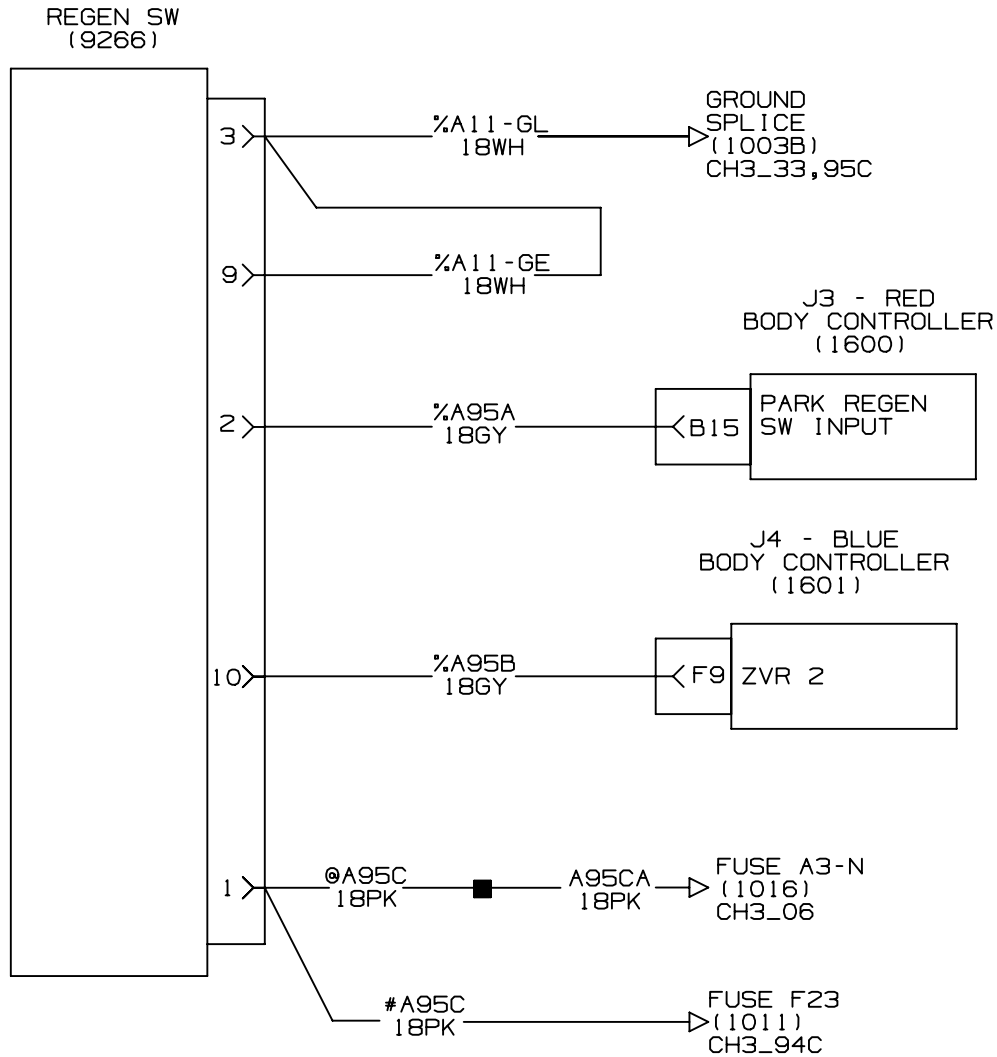 REGEN SW
(9266)
3
%A11-GL
18WH
GROUND
SPLICE
(1003B)
CH3_33,95C
9
%A11-GE
18WH
J3 - RED
BODY CONTROLLER
(1600)
2
%A95A
18GY
B15
PARK REGEN
SW INPUT
J4 - BLUE
BODY CONTROLLER
(1601)
10
%A95B
18GY
F9
ZVR 2
1
@A95C
18PK
A95CA
18PK
FUSE A3-N
(1016)
CH3_06
#A95C
18PK
FUSE F23
(1011)
CH3_94C